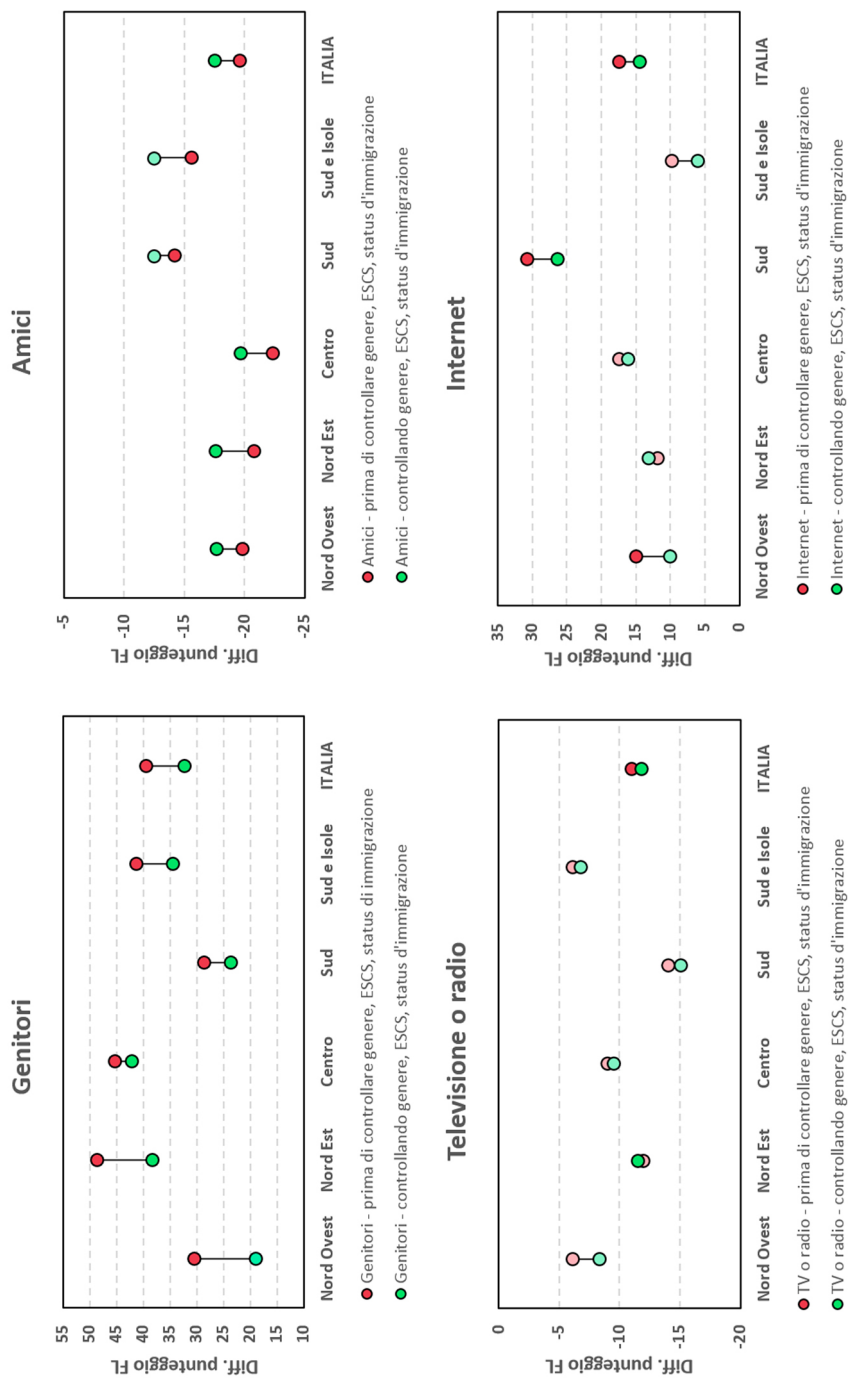 Genitori
Diff. punteggio FL
55
50
45
40
35
30
25
20
15
10
Nord Ovest
Nord Est
Centro
Sud
Sud e Isole
ITALIA
Genitori - prima di controllare genere, ESCS, status di immigrazione
Genitori - controllando genere, ESCS, status d'immigrazione
Amici
Diff. punteggio FL
-5
-10
-15
-20
-25
Nord Ovest
Nord Est
Centro
Sud
Sud e Isole
ITALIA
Amici - prima di controllare genere, ESCS, status d'immigrazione
Amici - controllando genere, ESCS, status d'immigrazione
Televisione o radio
Diff. punteggio FL
0
-5
-10
-15
-20
Nord Ovest
Nord Est
Centro
Sud
Sud e Isole
ITALIA
TV o radio - prima di controllare genere, ESCS, status d'immigrazione
TV o radio - controllando genere, ESCS, status d'immigrazione
Internet
Diff. punteggio FL
35
30
25
20
15
10
5
0
Nord Ovest
Nord Est
Centro
Sud
Sud e Isole
ITALIA
Internet - prima di controllare genere, ESCS, status d'immigrazione
Internet - controllando genere, ESCS, status d'immigrazione